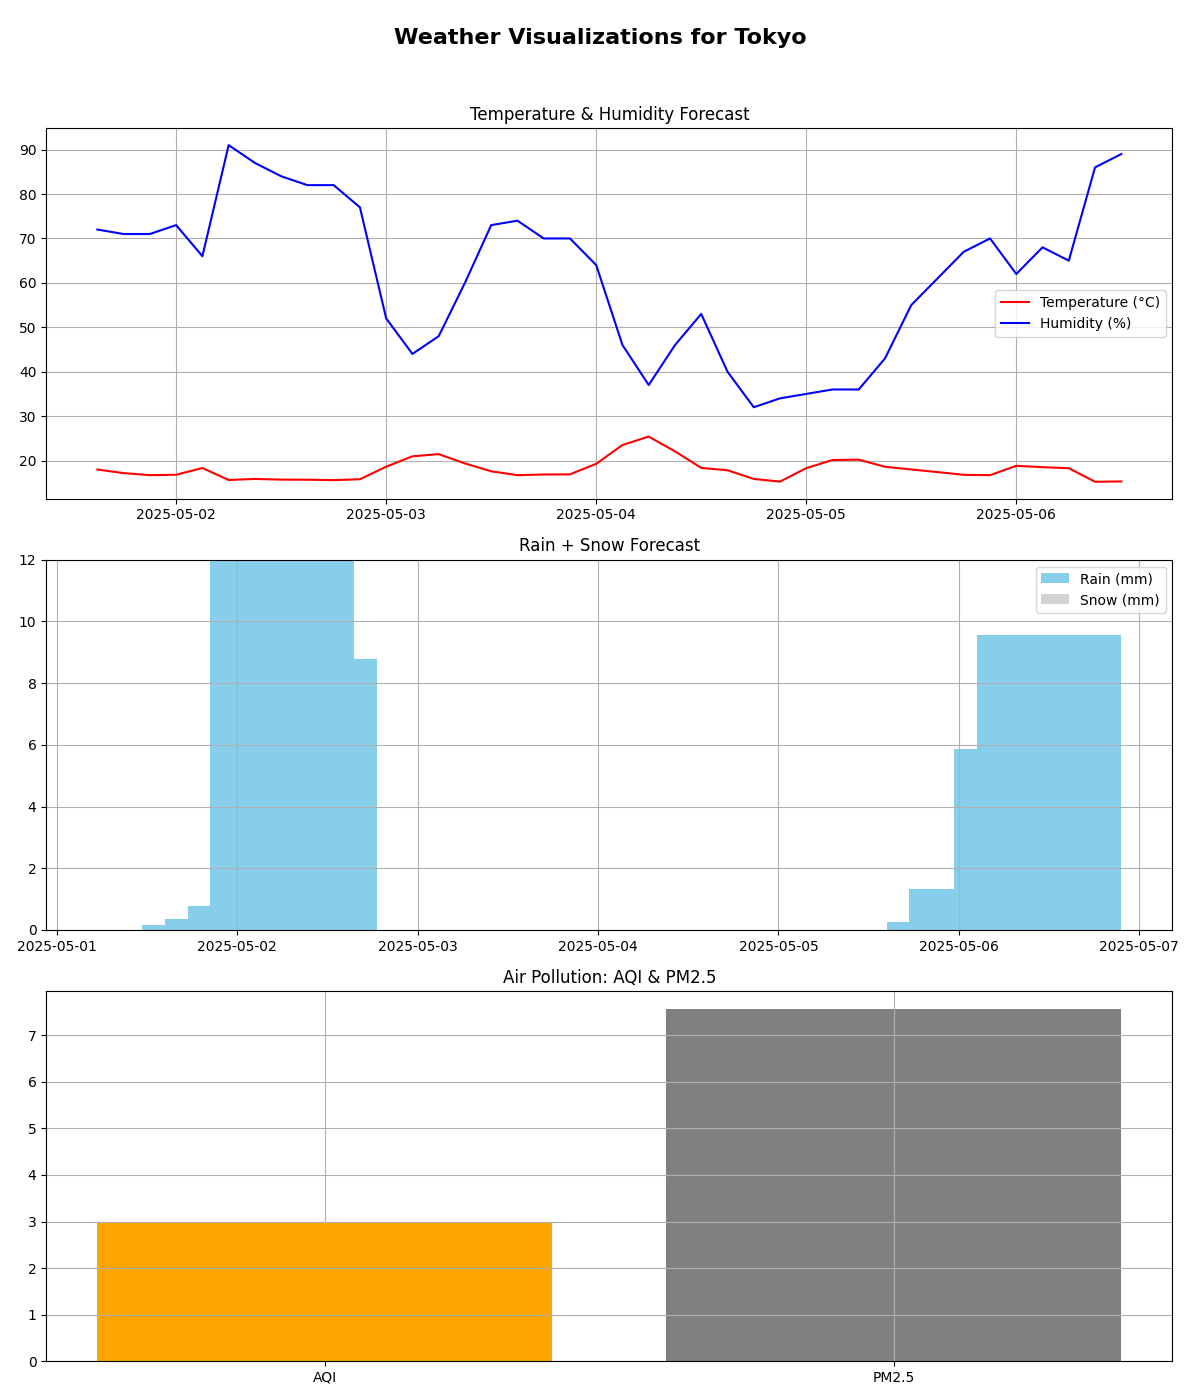 Weather Visualizations for Tokyo
Temperature & Humidity Forecast
90
80
70
60
50
40
30
20
Temperature (°C)
Humidity (%)
2025-05-02 2025-05-03 2025-05-04 2025-05-05 2025-05-06
Rain + Snow Forecast
12
10
8
6
4
2
0
Rain (mm)
Snow (mm)
2025-05-01 2025-05-02 2025-05-03 2025-05-04 2025-05-05 2025-05-06 2025-05-07
Air Pollution: AQI & PM2.5
7
6
5
4
3
2
1
0
AQI PM2.5